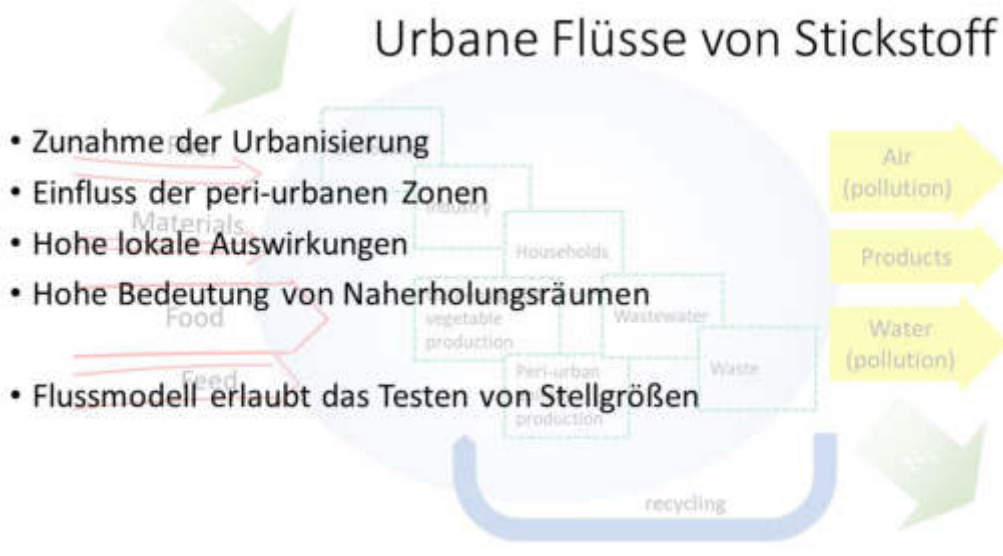 Urbane Flüsse von Stickstoff
• Zunahme der Urbanisierung
• Einfluss der peri-urbanen Zonen
• Hohe lokale Auswirkungen
• Hohe Bedeutung von Naherholungsräumen
• Flussmodell erlaubt das Testen von Stellgrößen
Materials
Food
Feed
Industry
Households
vegetable
production
Wastewater
Peri-urban
production
Waste
Air
(pollution)
Products
Water
(pollution)
recycling